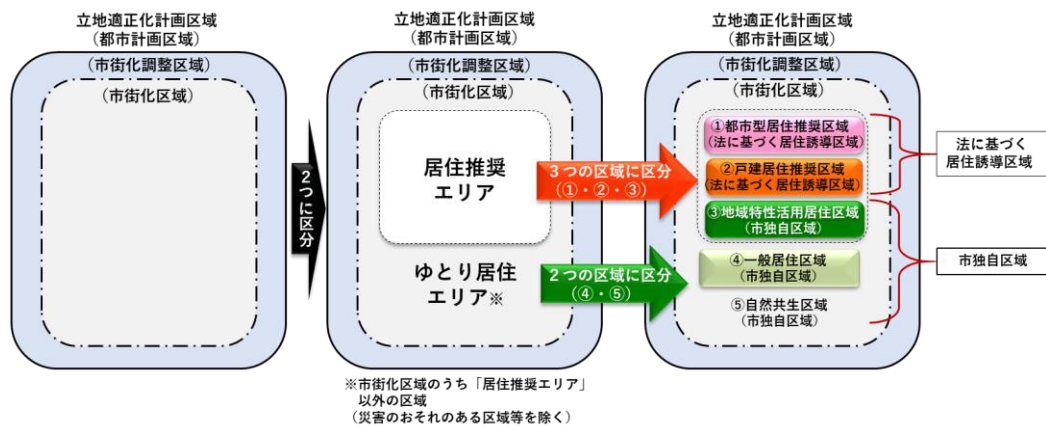 立地適正化計画区域
(都市計画区域)
(市街化調整区域)
(市街化区域)
2つに区分
立地適正化計画区域
(都市計画区域)
(市街化調整区域)
(市街化区域)
居住推奨
エリア
ゆとり居住
エリア※
※市街化区域のうち「居住推奨エリア」
以外の区域
(災害のおそれのある区域等を除く)
3つの区域に区分
(①・②・③)
2つの区域に区分
(④・⑤)
立地適正化計画区域
(都市計画区域)
(市街化調整区域)
(市街化区域)
①都市型居住推奨区域
(法に基づく居住誘導区域)
②戸建居住推奨区域
(法に基づく居住誘導区域)
③地域特性活用居住区域
(市独自区域)
④一般居住区域
(市独自区域)
⑤自然共生区域
(市独自区域)
法に基づく
居住誘導区域
市独自区域